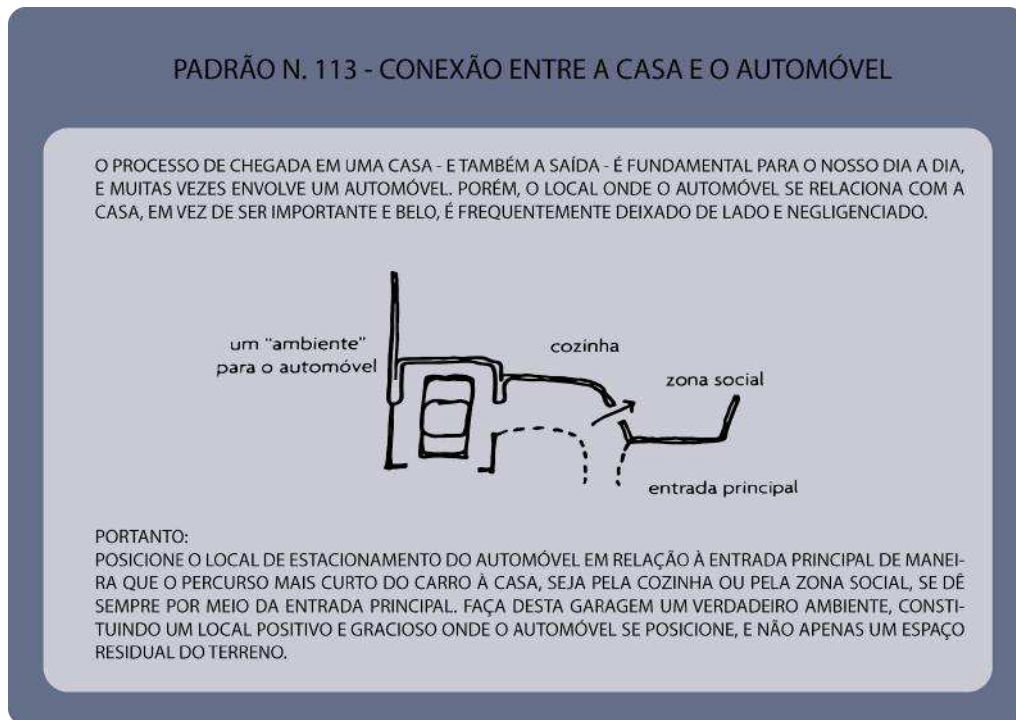 PADRÃO N. 113 - CONEXÃO ENTRE A CASA E O AUTOMÓVEL
O PROCESSO DE CHEGADA EM UMA CASA - E TAMBÉM A SAÍDA - É FUNDAMENTAL PARA O NOSSO DIA A DIA,
E MUITAS VEZES ENVOLVE UM AUTOMÓVEL. PORÉM, O LOCAL ONDE O AUTOMÓVEL SE RELACIONA COM A
CASA, EM VEZ DE SER IMPORTANTE E BELO, É FREQUENTEMENTE DEIXADO DE LADO E NEGLIGENCIADO.
um "ambiente"
para o automóvel
cozinha
zona social
entrada principal
PORTANTO:
POSICIONE O LOCAL DE ESTACIONAMENTO DO AUTOMÓVEL EM RELAÇÃO À ENTRADA PRINCIPAL DE MANEI-
RA QUE O PERCURSO MAIS CURTO DO CARRO À CASA, SEJA PELA COZINHA OU PELA ZONA SOCIAL, SE DÊ
SEMPRE POR MEIO DA ENTRADA PRINCIPAL. FAÇA DESTA GARAGEM UM VERDADEIRO AMBIENTE, CONSTI-
TUINDO UM LOCAL POSITIVO E GRACIOSO ONDE O AUTOMÓVEL SE POSICIONE, E NÃO APENAS UM ESPAÇO
RESIDUAL DO TERRENO.